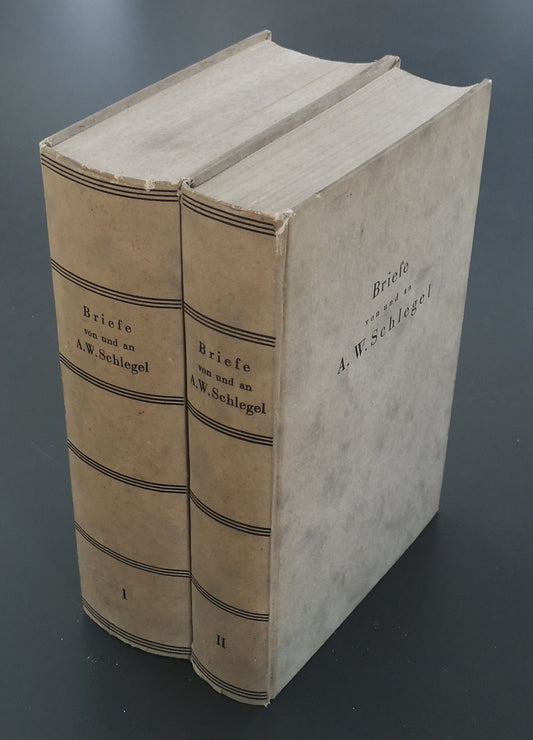 Briefe
von und an
A.W.Schlegel
I
Briefe
von und an
A.W.Schlegel
II
Briefe
von und an
A. W. Schlegel